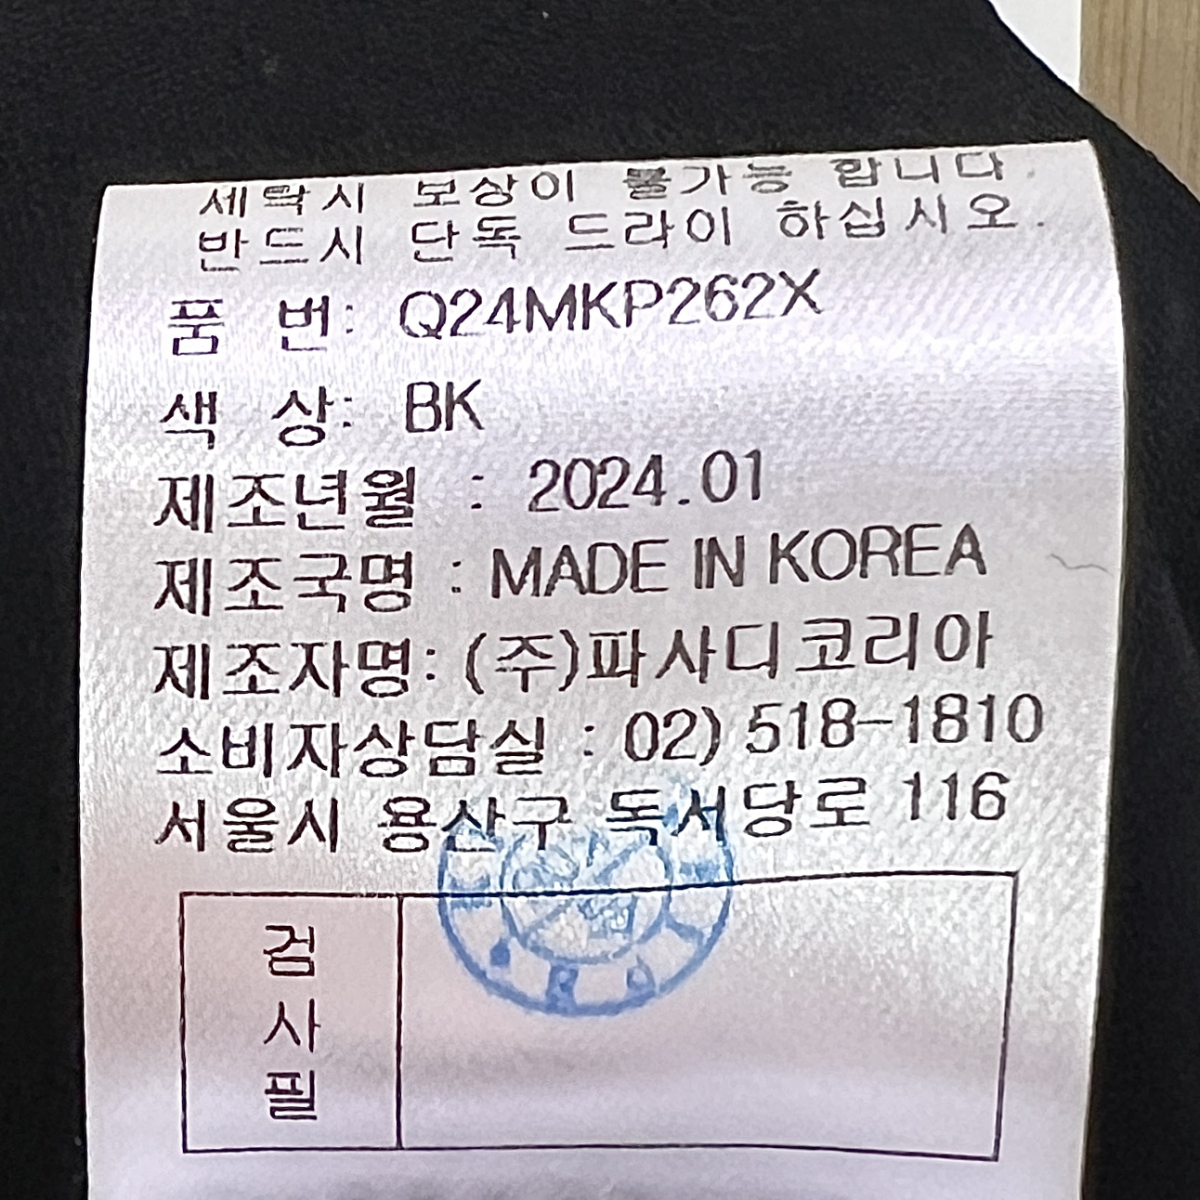 세탁시 보상이 불가능 합니다.
반드시 단독 드라이 하십시오.
품 번: Q24MKP262X
색 상: BK
제조년월 : 2024.01
제조국명 : MADE IN KOREA
제조자명: (주)파사디코리아
소비자상담실 : 02) 518-1810
서울시 용산구 독서당로 116
검
사
필